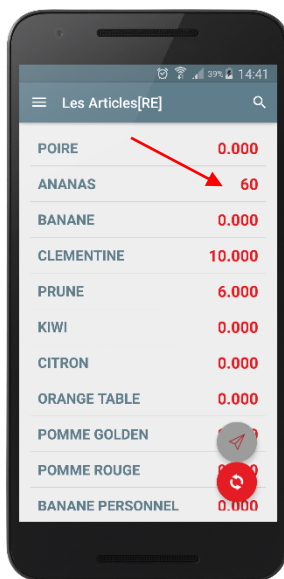 39% 14:41
Les Articles[RE]
POIRE 0.000
ANANAS 60
BANANE 0.000
CLEMENTINE 10.000
PRUNE 6.000
KIWI 0.000
CITRON 0.000
ORANGE TABLE 0.000
POMME GOLDEN
POMME ROUGE
BANANE PERSONNEL 0.000